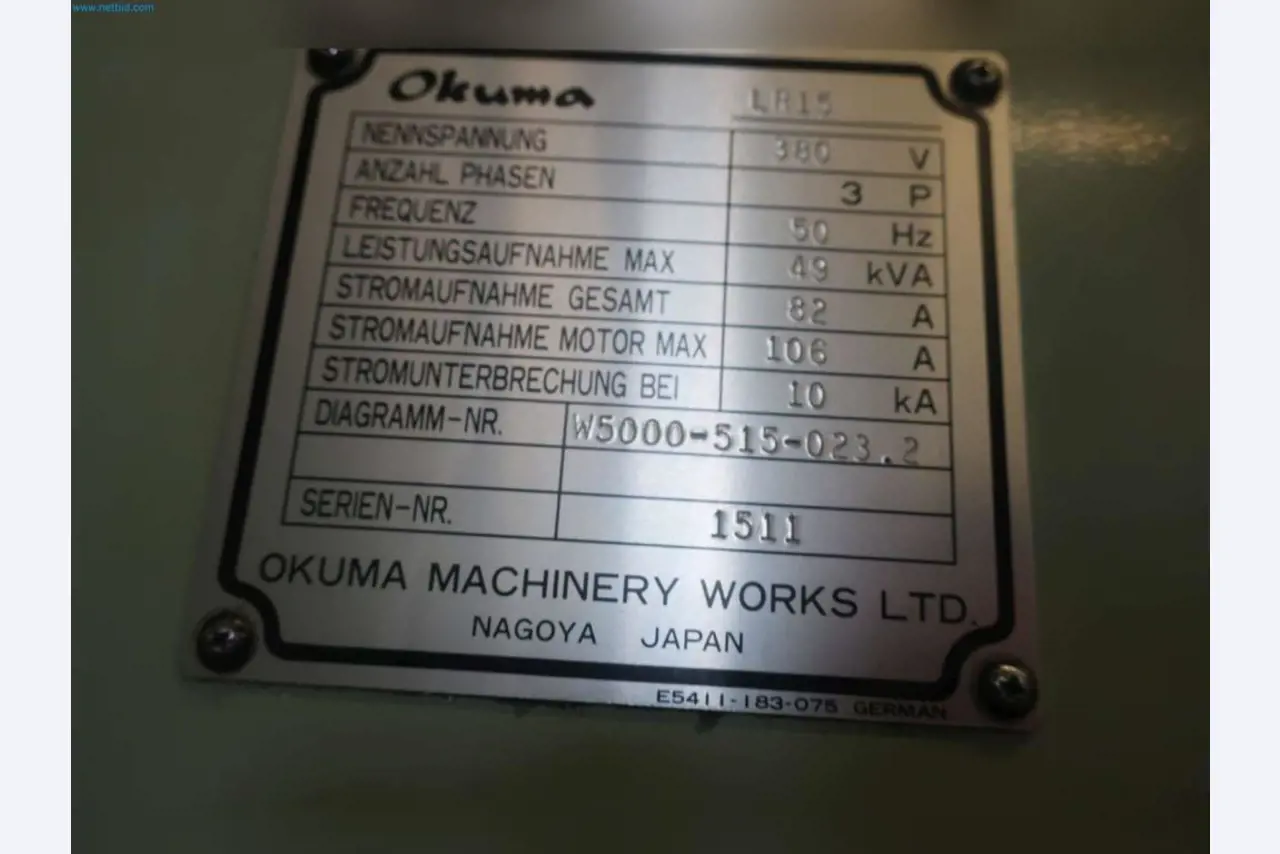 www.netbid.com
Okuma LR15
NENNSPANNUNG 380 V
ANZAHL PHASEN 3 P
FREQUENZ 50 Hz
LEISTUNGSAUFNAHME MAX 49 kVA
STROMAUFNAHME GESAMT 82 A
STROMAUFNAHME MOTOR MAX 106 A
STROMUNTERBRECHUNG BEI 10 kA
DIAGRAMM-NR. W5000-515-023.2
SERIEN-NR. 1511
OKUMA MACHINERY WORKS LTD.
NAGOYA JAPAN
E5411-183-075 GERMAN